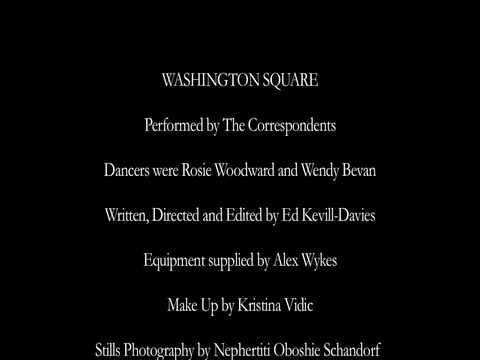 WASHINGTON SQUARE
Performed by The Correspondents
Dancers were Rosie Woodward and Wendy Bevan
Written, Directed and Edited by Ed Kevill-Davies
Equipment supplied by Alex Wykes
Make Up by Kristina Vidic
Stills Photography by Nephertiti Oboshie Schandorf